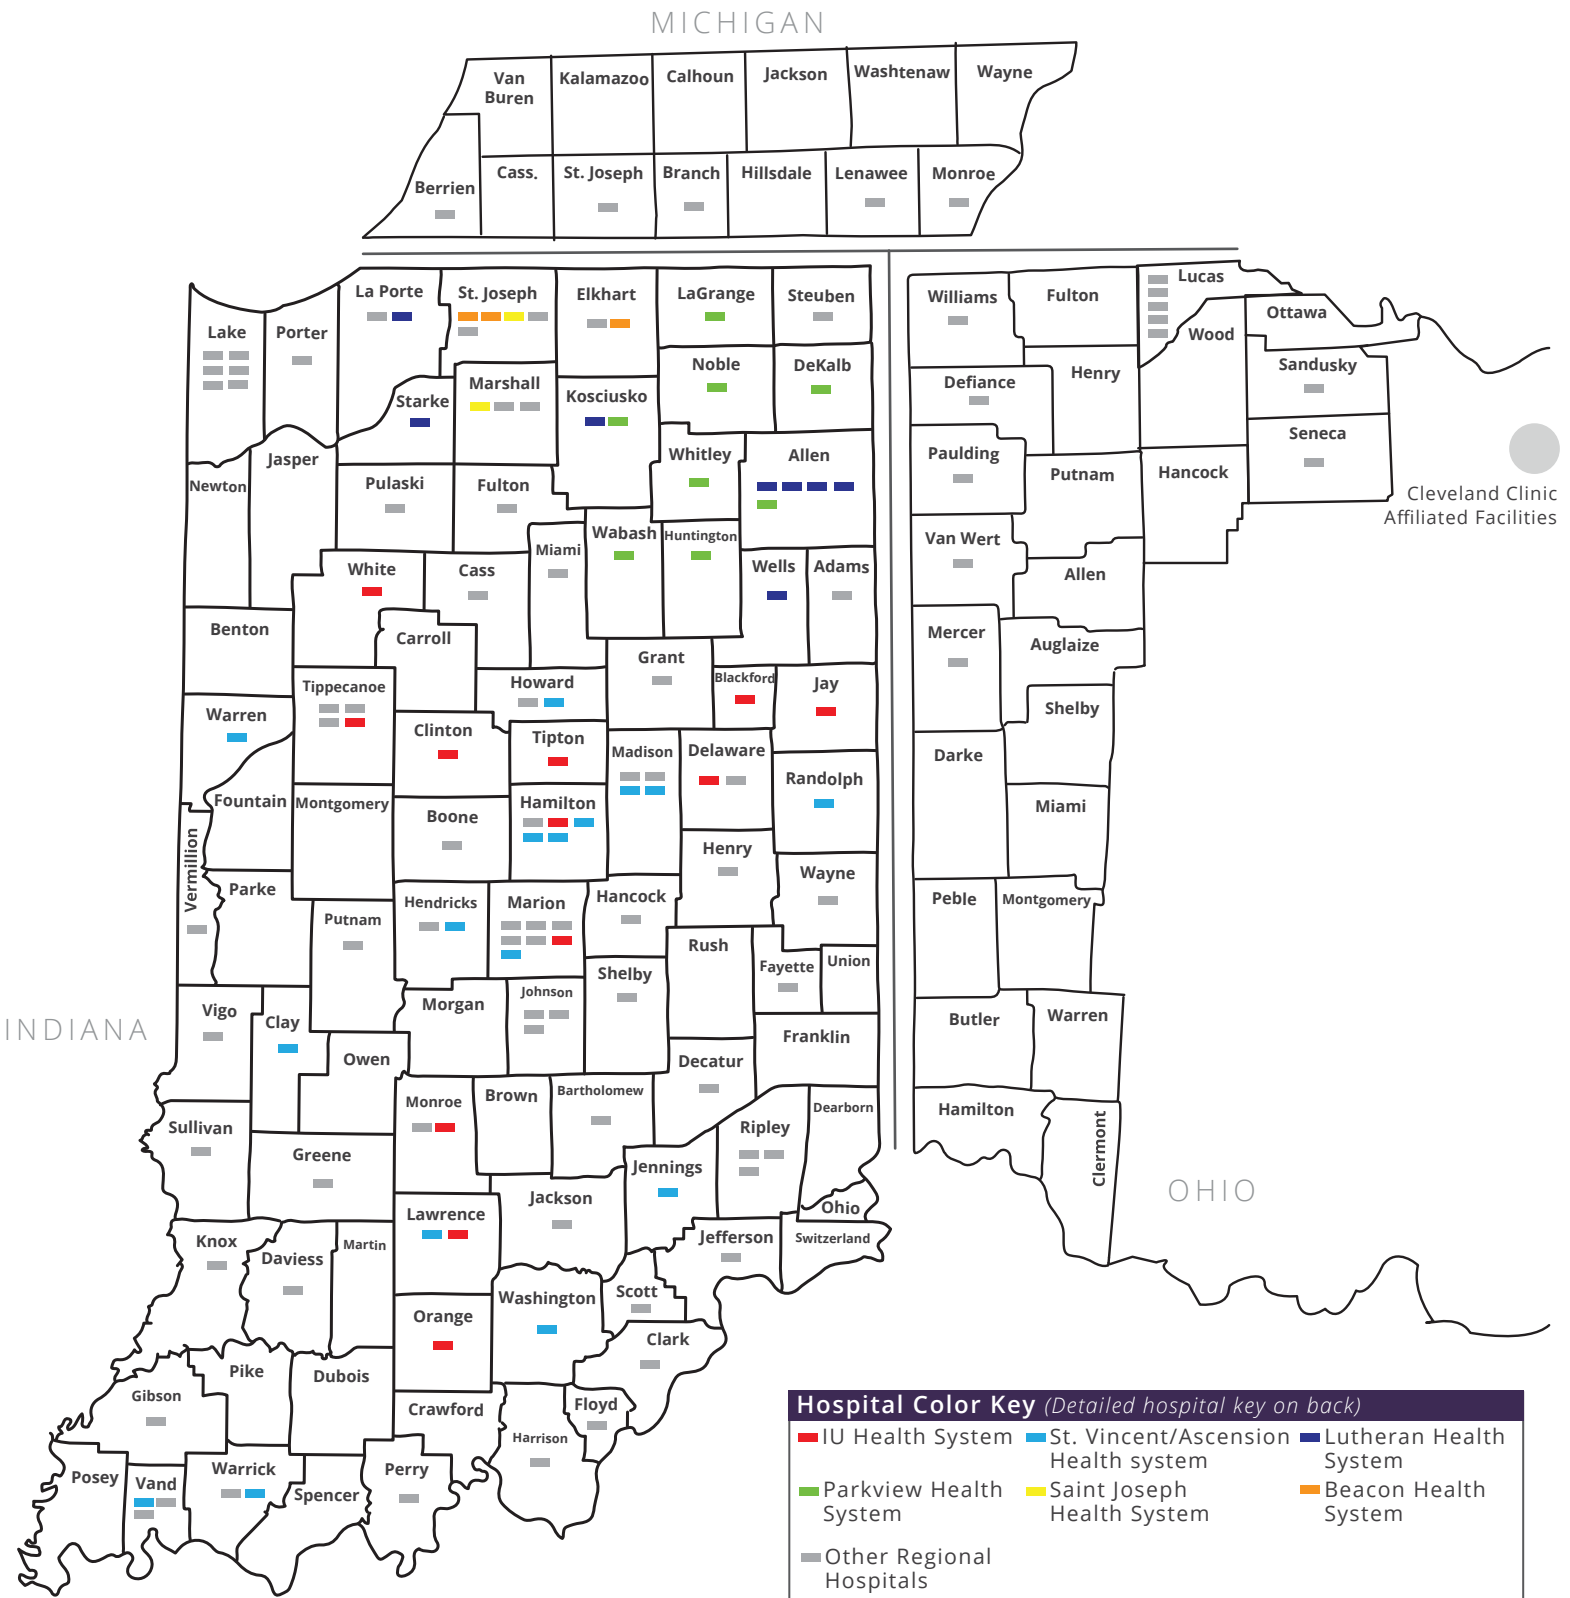 MICHIGAN
Van
Buren
Kalamazoo
Calhoun
Jackson
Washtenaw
Wayne
Berrien
Cass.
St. Joseph
Branch
Hillsdale
Lenawee
Monroe
Lake
Porter
La Porte
St. Joseph
Elkhart
LaGrange
Steuben
Starke
Marshall
Kosciusko
Noble
DeKalb
Newton
Jasper
Pulaski
Fulton
Whitley
Allen
White
Cass
Miami
Wabash
Huntington
Wells
Adams
Benton
Carroll
Grant
Blackford
Jay
Warren
Tippecanoe
Howard
Clinton
Tipton
Madison
Delaware
Randolph
Fountain
Montgomery
Boone
Hamilton
Henry
Wayne
Vermillion
Parke
Putnam
Hendricks
Marion
Hancock
Rush
Fayette
Union
Shelby
Johnson
Morgan
Vigo
Clay
Owen
Franklin
Decatur
INDIANA
Sullivan
Greene
Monroe
Brown
Bartholomew
Ripley
Dearborn
Jennings
Jackson
Lawrence
Ohio
Switzerland
Jefferson
Knox
Daviess
Martin
Orange
Washington
Scott
Clark
Gibson
Pike
Dubois
Crawford
Harrison
Floyd
Posey
Vand
Warrick
Spencer
Perry
Williams
Fulton
Lucas
Wood
Ottawa
Sandusky
Seneca
Defiance
Henry
Paulding
Putnam
Hancock
Cleveland Clinic
Affiliated Facilities
Van Wert
Allen
Mercer
Auglaize
Shelby
Darke
Miami
Peble
Montgomery
Butler
Warren
Hamilton
Clermont
OHIO
Hospital Color Key (Detailed hospital key on back)
IU Health System
St. Vincent/Ascension
Health system
Lutheran Health
System
Parkview Health
System
Saint Joseph
Health System
Beacon Health
System
Other Regional
Hospitals